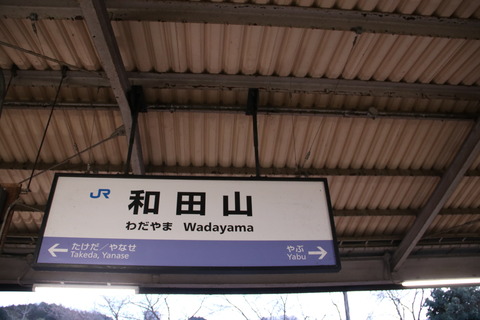 JR
和田山
わだやま Wadayama
← たけだ／やなせ やぶ →
Takeda, Yanase Yabu